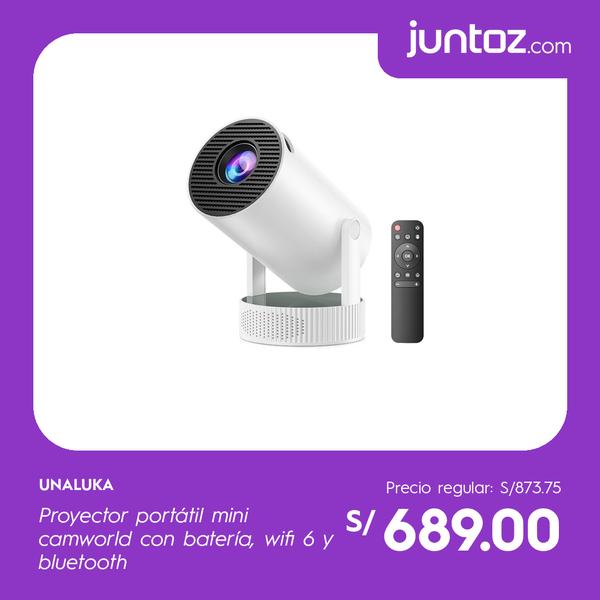 juntoz.com
UNALUKA
Proyector portátil mini
camworld con batería, wifi 6 y
bluetooth
Precio regular: S/873.75
S/ 689.00